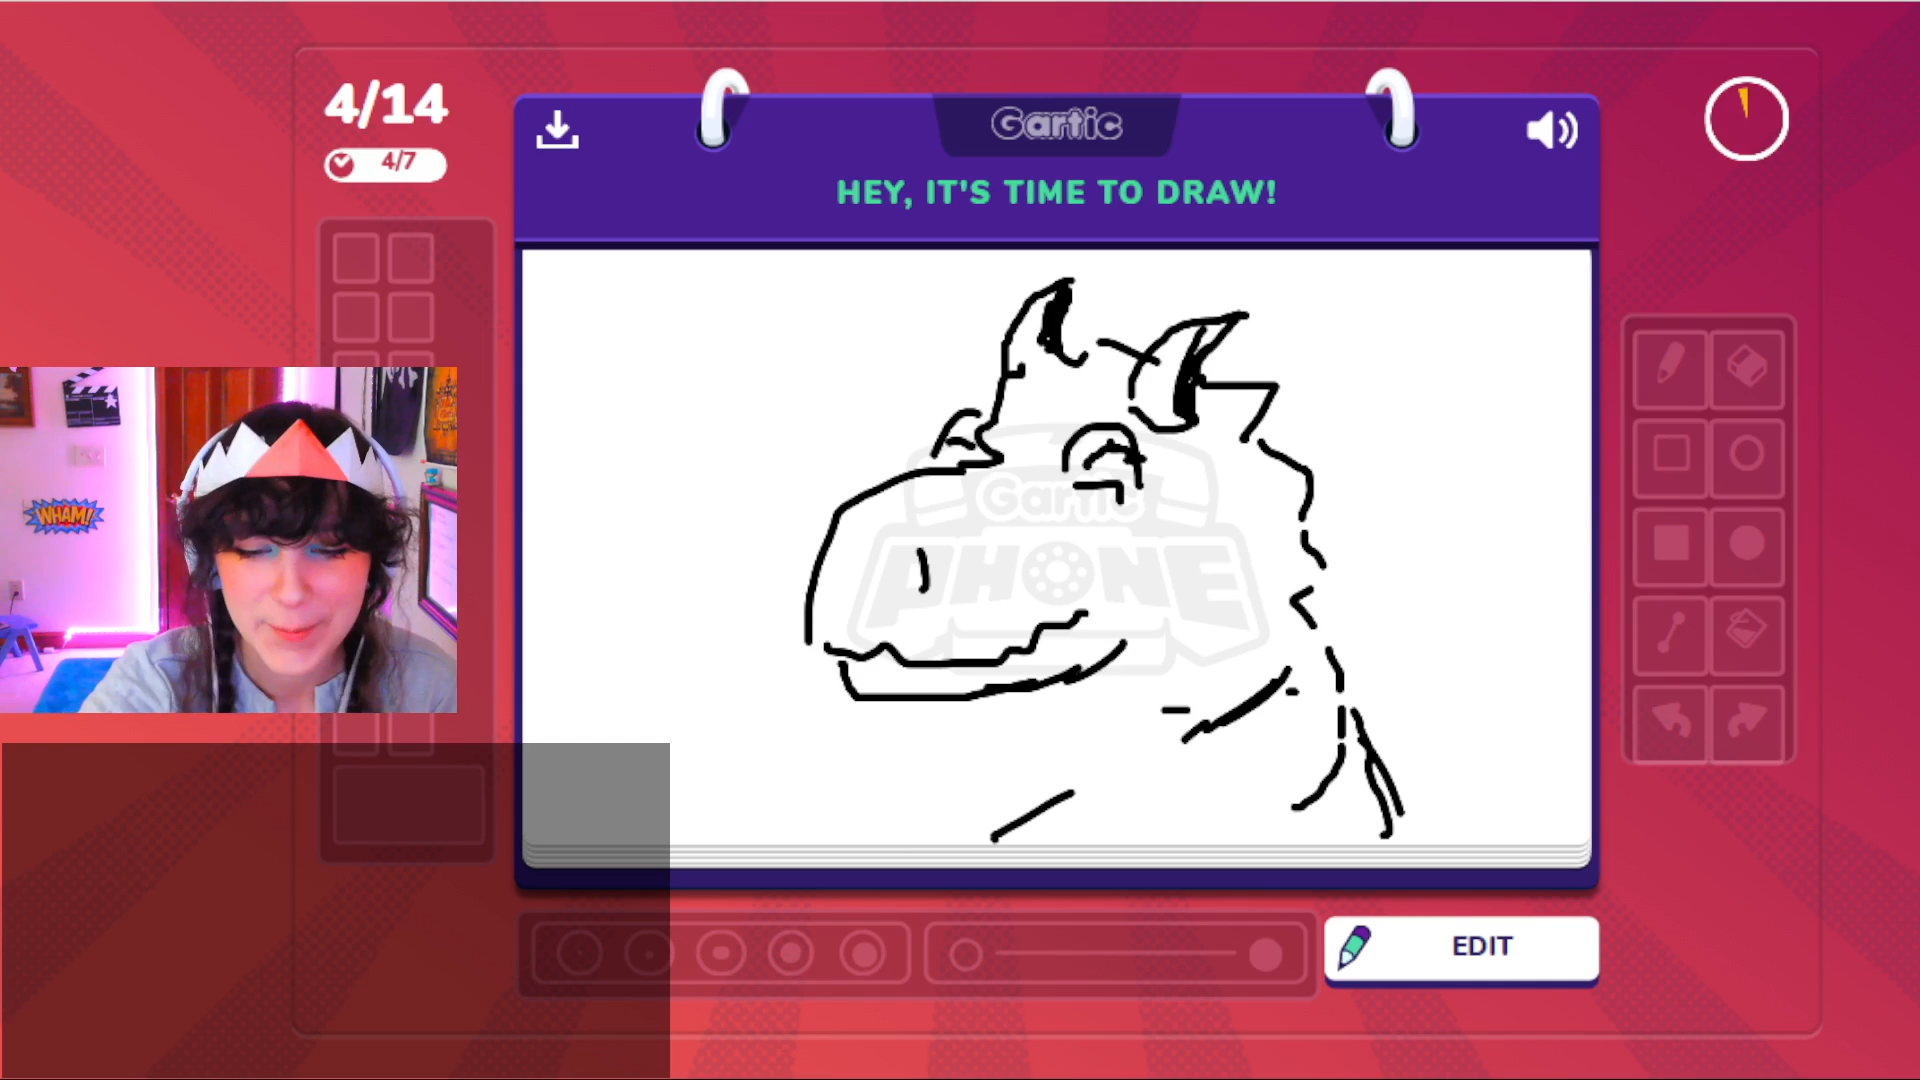 4/14
4/7
Gartic
HEY, IT'S TIME TO DRAW!
Gartic
PHONE
WHAM!
EDIT